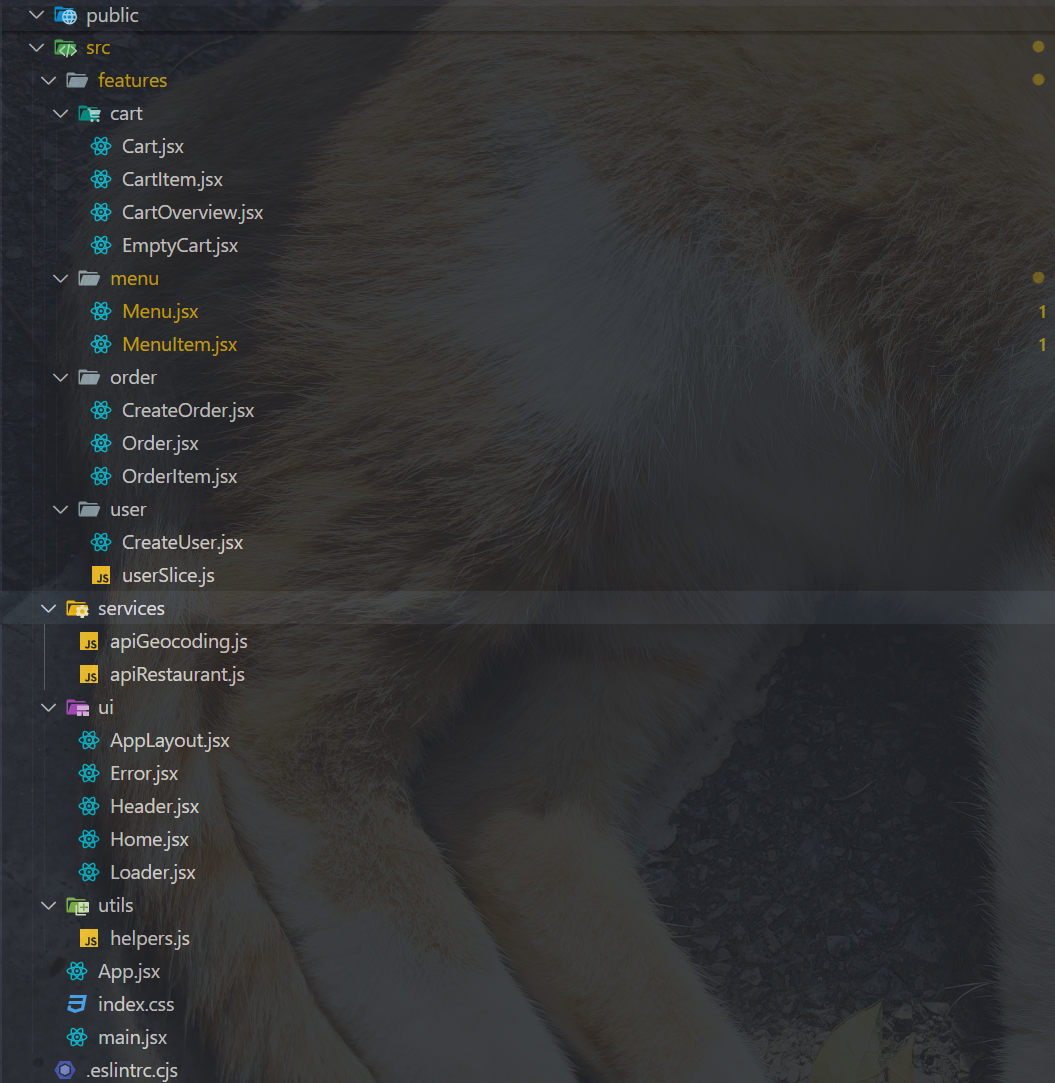 public
src
features
cart
Cart.jsx
CartItem.jsx
CartOverview.jsx
EmptyCart.jsx
menu
Menu.jsx 1
MenuItem.jsx 1
order
CreateOrder.jsx
Order.jsx
OrderItem.jsx
user
CreateUser.jsx
JS userSlice.js
services
JS apiGeocoding.js
JS apiRestaurant.js
ui
AppLayout.jsx
Error.jsx
Header.jsx
Home.jsx
Loader.jsx
utils
JS helpers.js
App.jsx
index.css
main.jsx
.eslintrc.cjs